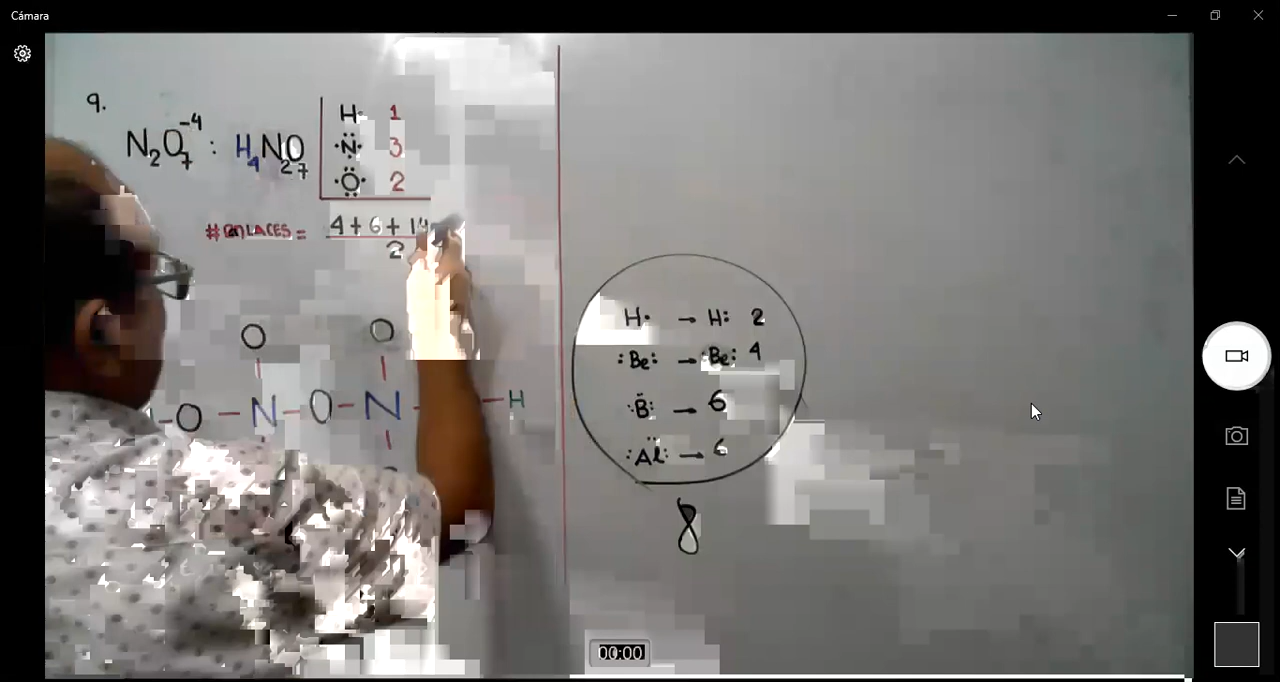 Cámara
9.
N2O7-4 : H4N2O7
H· 1
·N· 3
·O· 2
#ENLACES = 4 + 6 + 14
2
O O
-O - N - O - N - - H
H· → H: 2
:Be: → :Be: 4
:B: → 6
:Al: → 6
8
00:00